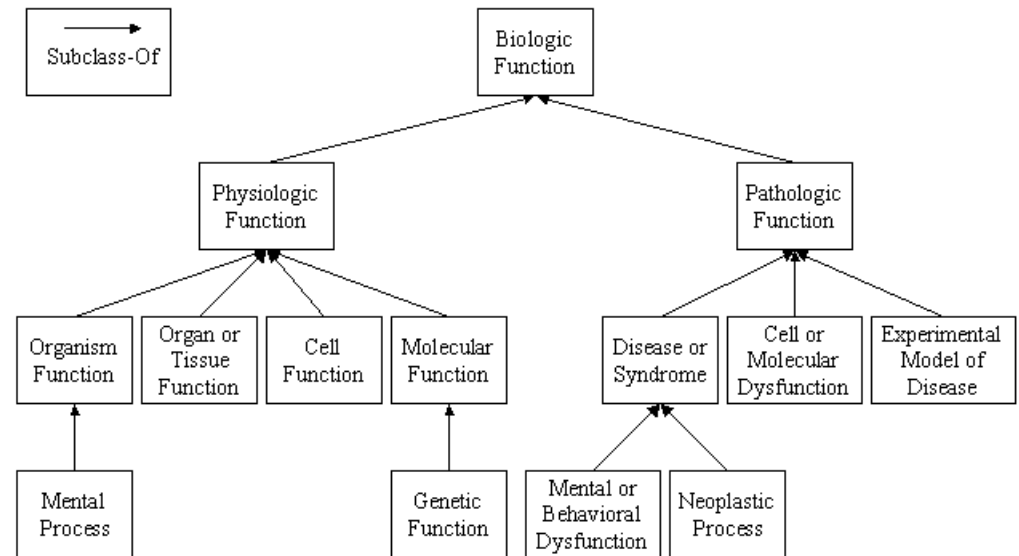 Subclass-Of
Biologic
Function
Physiologic
Function
Pathologic
Function
Organism
Function
Organ or
Tissue
Function
Cell
Function
Molecular
Function
Disease or
Syndrome
Cell or
Molecular
Dysfunction
Experimental
Model of
Disease
Mental
Process
Genetic
Function
Mental or
Behavioral
Dysfunction
Neoplastic
Process